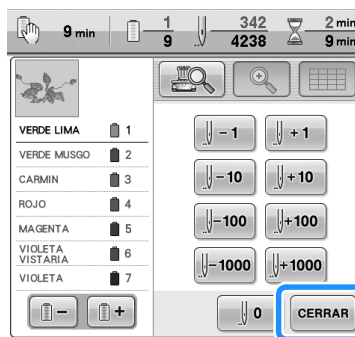 9 min
1
9
342
4238
2 min
9 min
VERDE LIMA 1
VERDE MUSGO 2
CARMIN 3
ROJO 4
MAGENTA 5
VIOLETA
VISTARIA 6
VIOLETA 7
- 1
+ 1
- 10
+ 10
-100
+100
-1000
+1000
- +
0
CERRAR